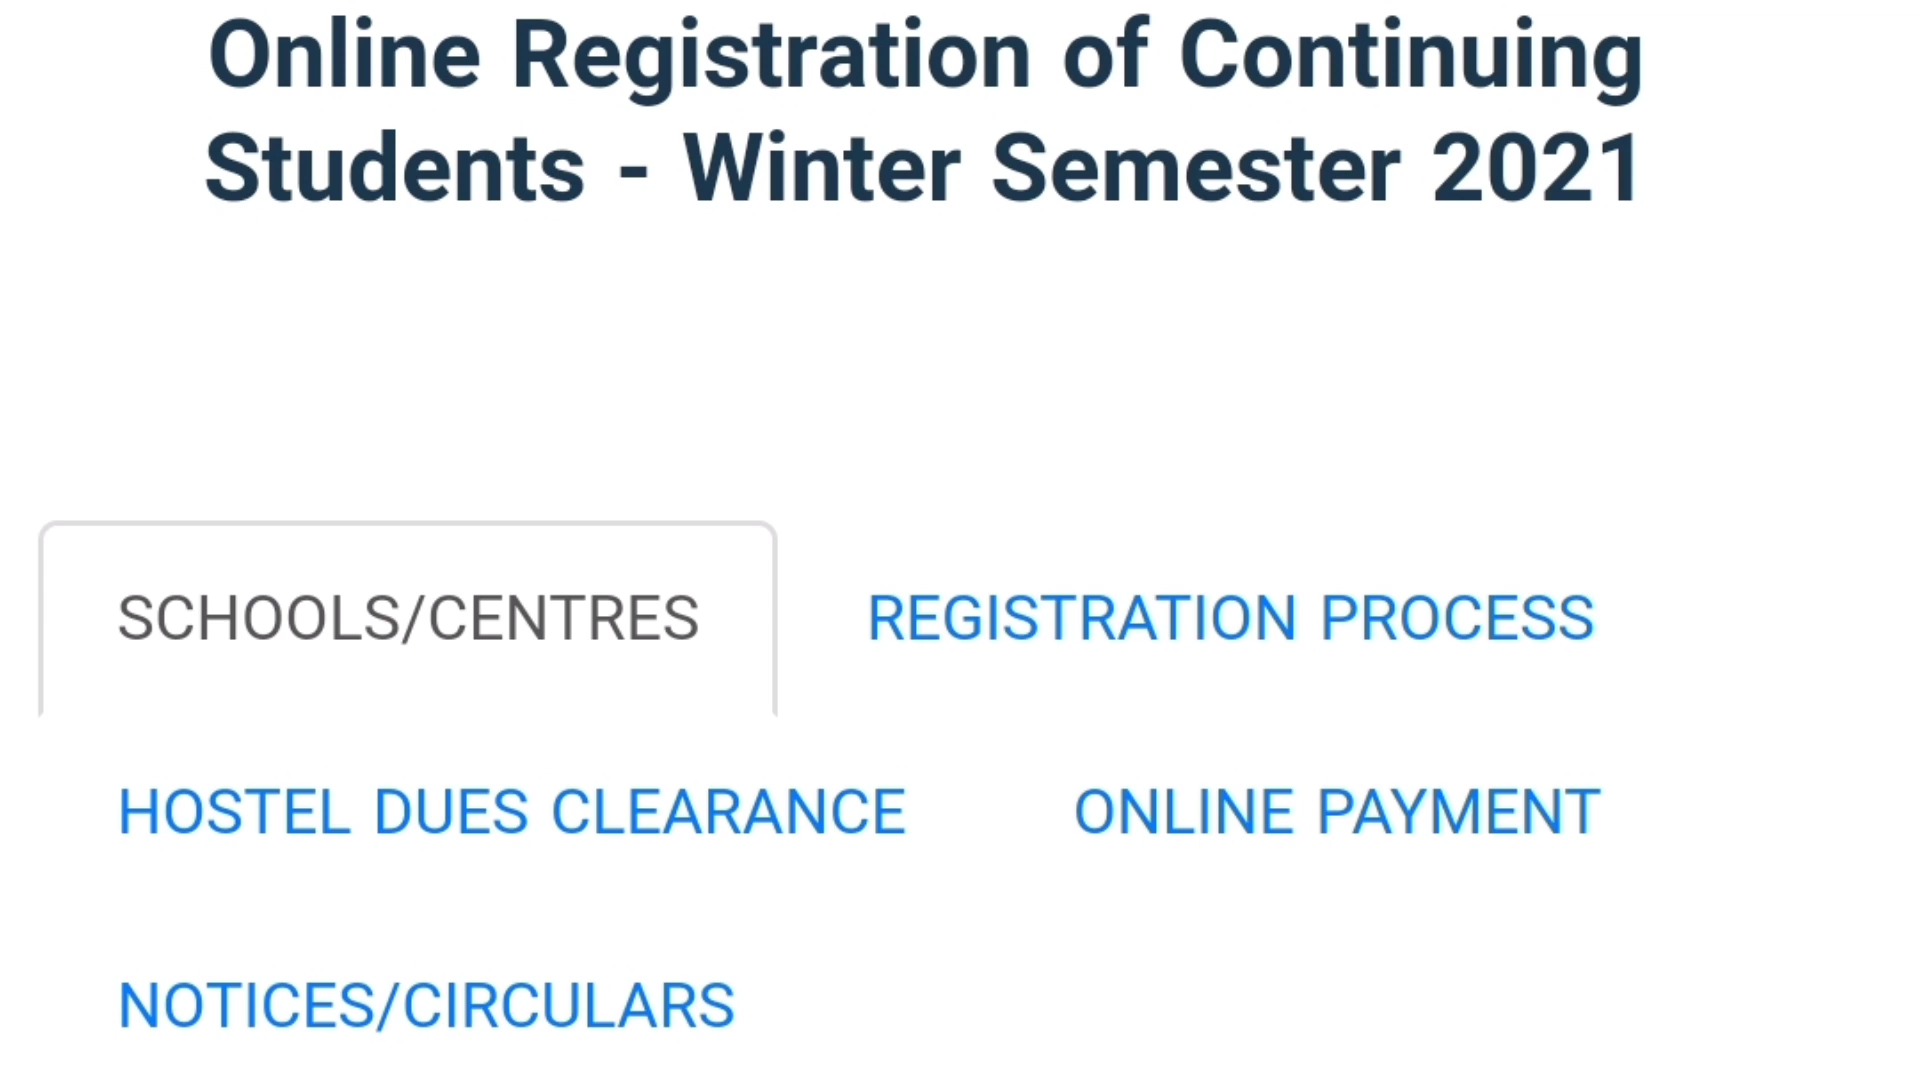 Online Registration of Continuing
Students - Winter Semester 2021
SCHOOLS/CENTRES
REGISTRATION PROCESS
HOSTEL DUES CLEARANCE
ONLINE PAYMENT
NOTICES/CIRCULARS